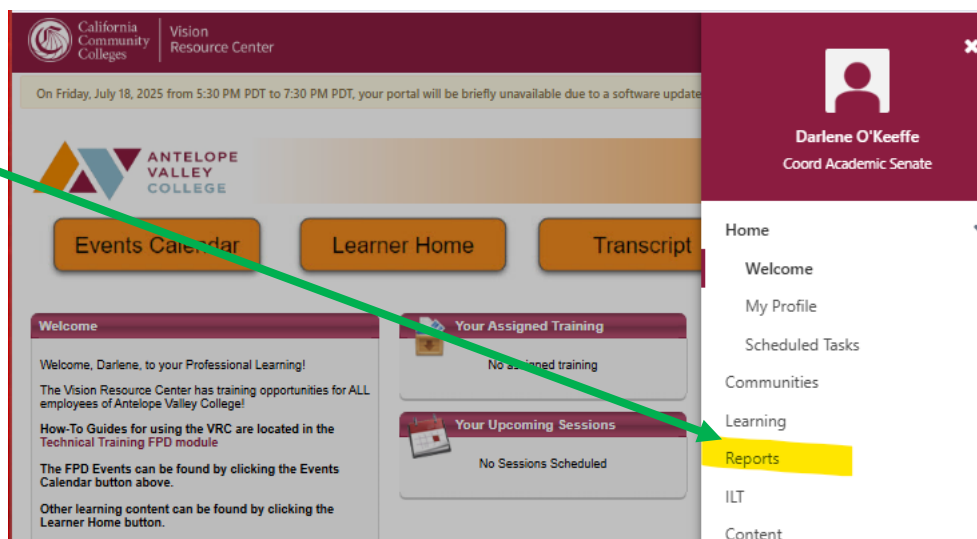 California
Community
Colleges
Vision
Resource Center
On Friday, July 18, 2025 from 5:30 PM PDT to 7:30 PM PDT, your portal will be briefly unavailable due to a software update
ANTELOPE
VALLEY
COLLEGE
Events Calendar
Learner Home
Transcript
Welcome
Welcome, Darlene, to your Professional Learning!
The Vision Resource Center has training opportunities for ALL
employees of Antelope Valley College!
How-To Guides for using the VRC are located in the
Technical Training FPD module
The FPD Events can be found by clicking the Events
Calendar button above.
Other learning content can be found by clicking the
Learner Home button.
Your Assigned Training
No assigned training
Your Upcoming Sessions
No Sessions Scheduled
Darlene O'Keeffe
Coord Academic Senate
Home
Welcome
My Profile
Scheduled Tasks
Communities
Learning
Reports
ILT
Content